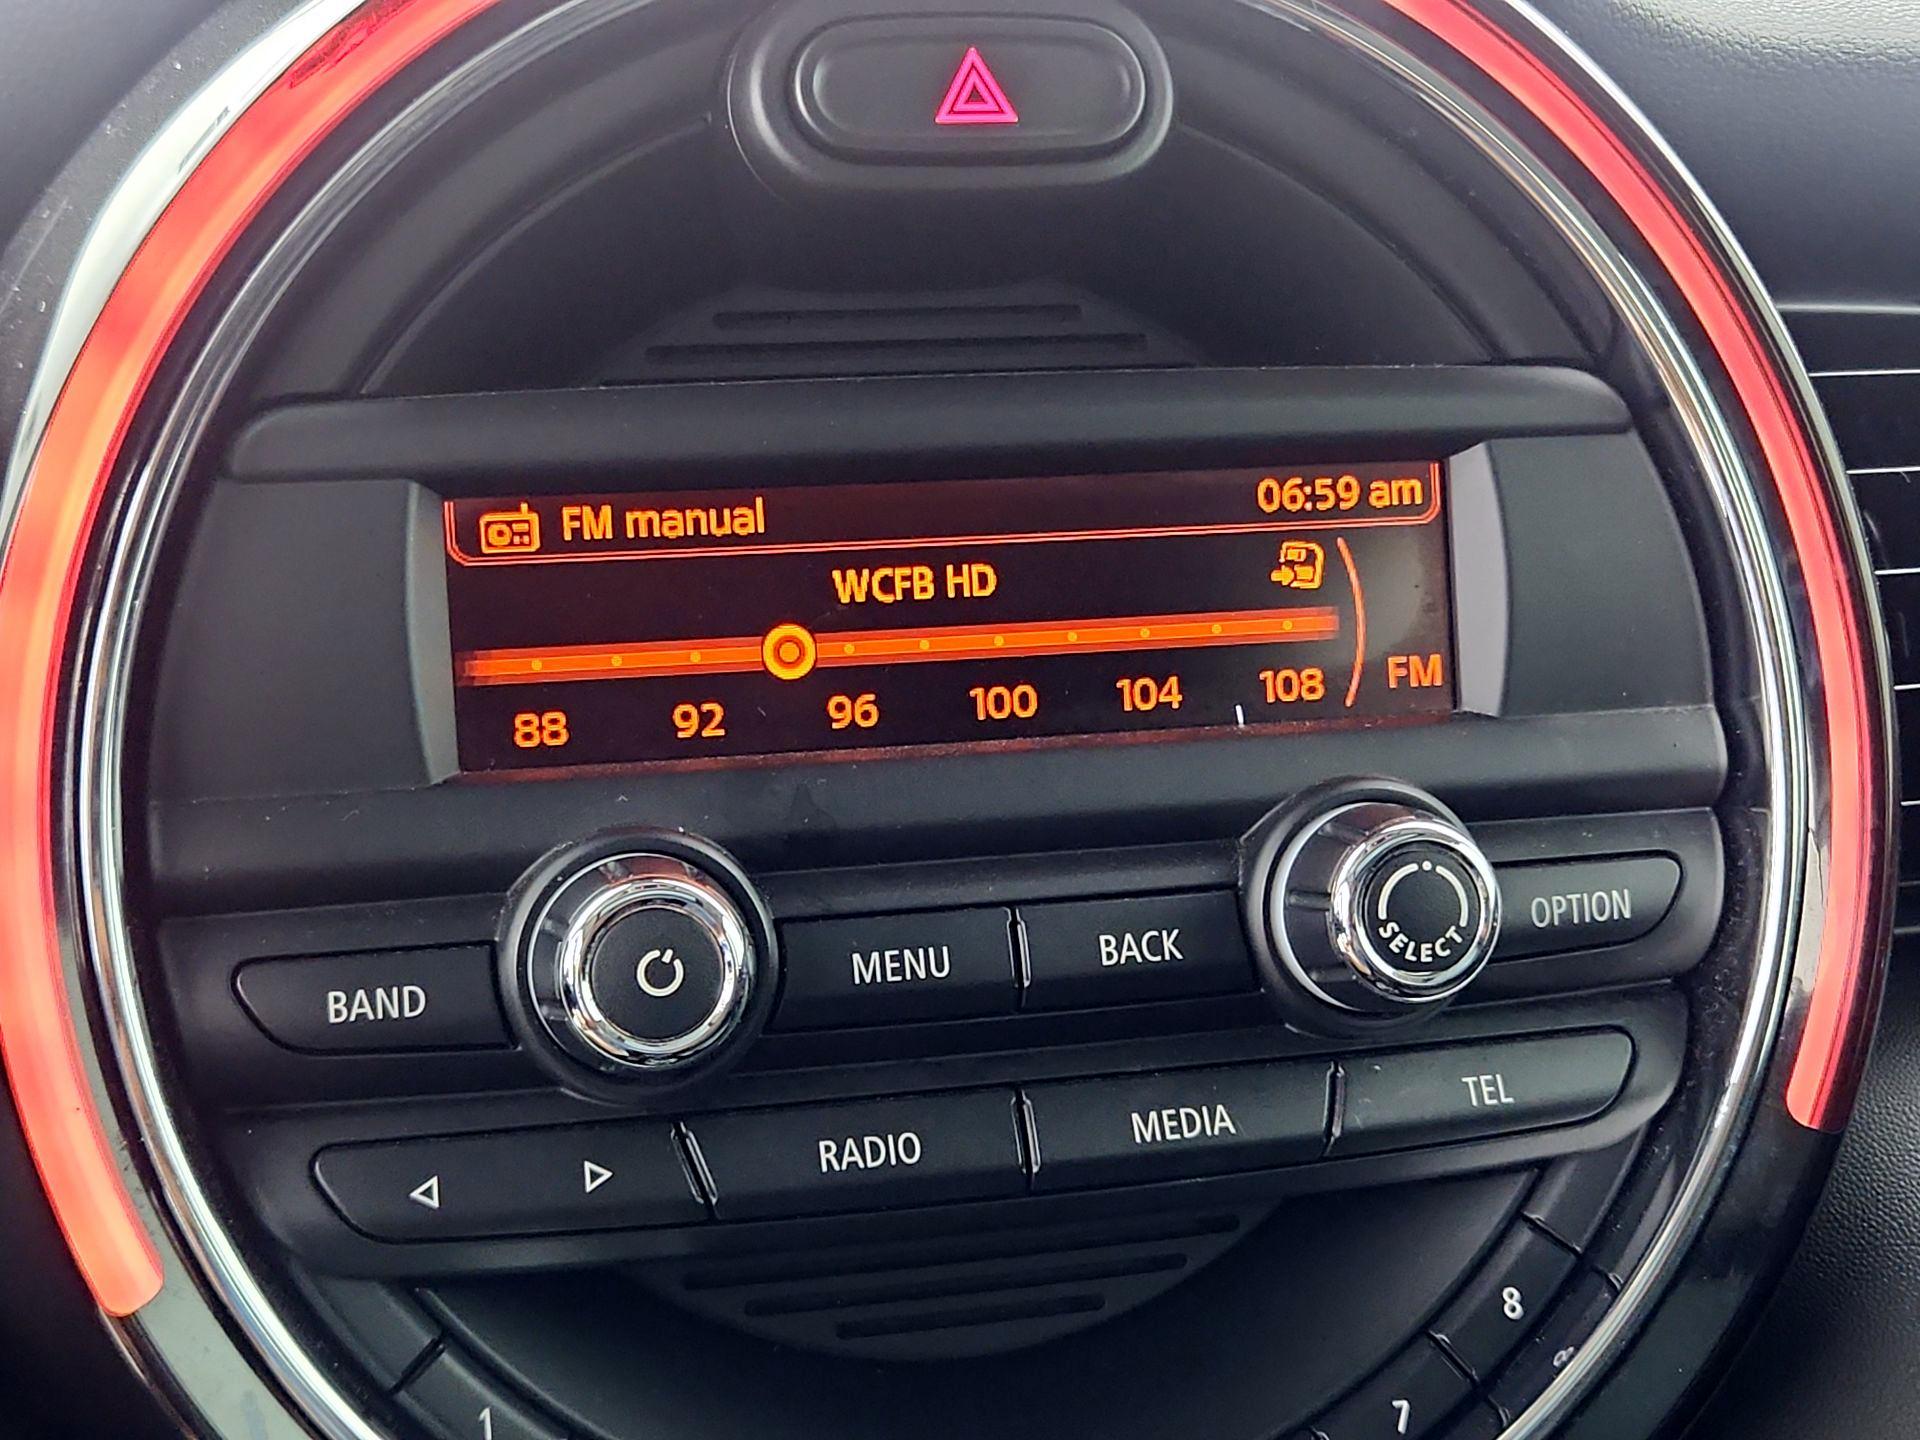 FM manual 06:59 am
WCFB HD
88 92 96 100 104 108 FM
BAND MENU BACK SELECT OPTION
RADIO MEDIA TEL
8
7
1